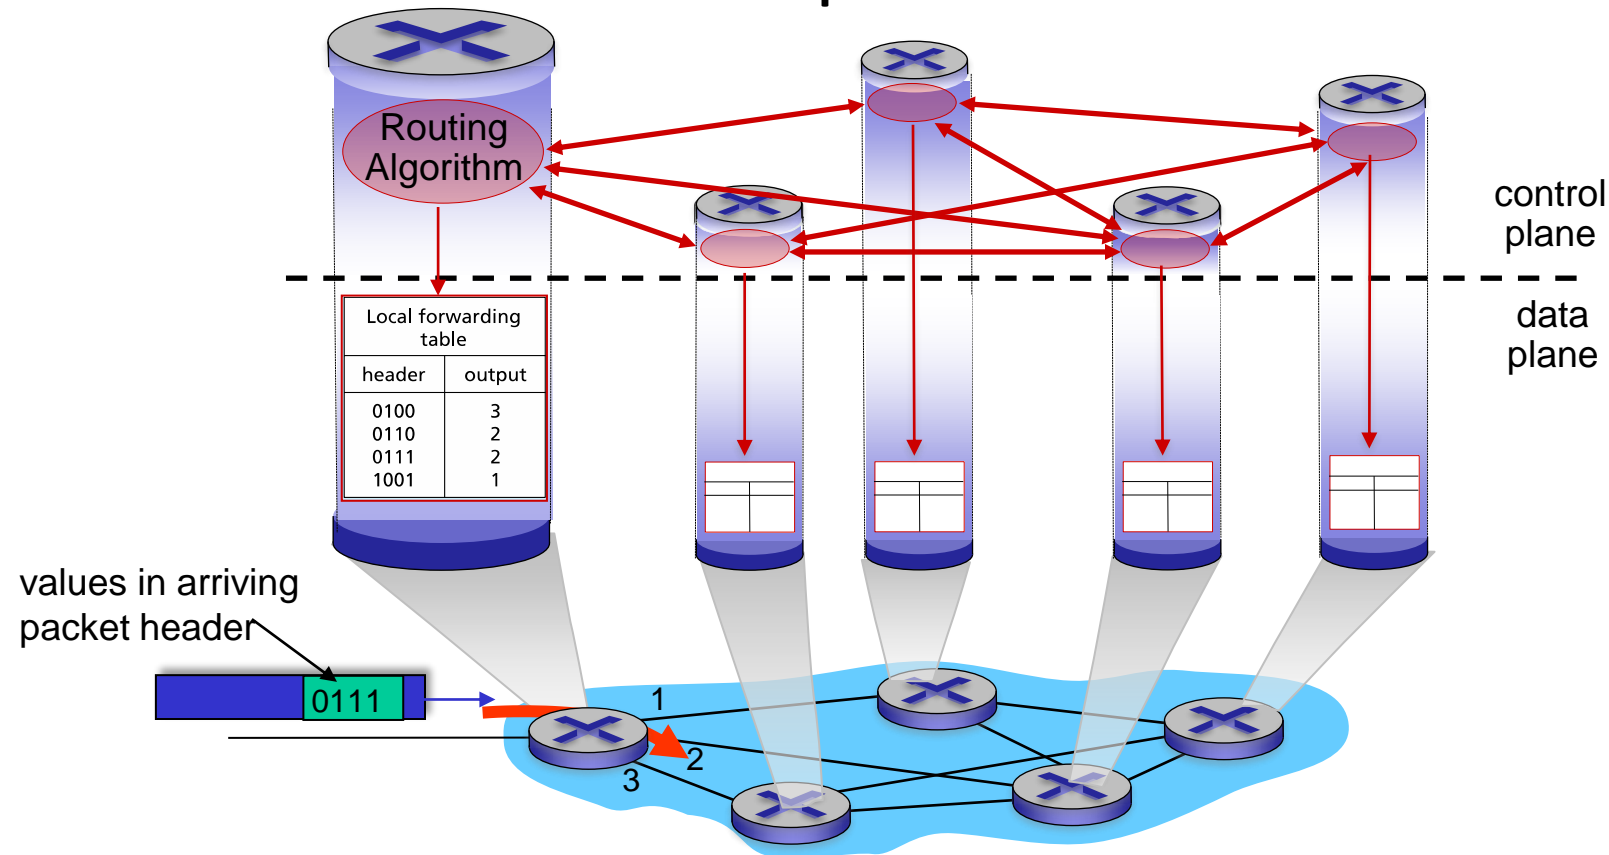 Routing
Algorithm
control
plane
data
plane
Local forwarding
table
header output
0100 3
0110 2
0111 2
1001 1
values in arriving
packet header
0111
1
2
3